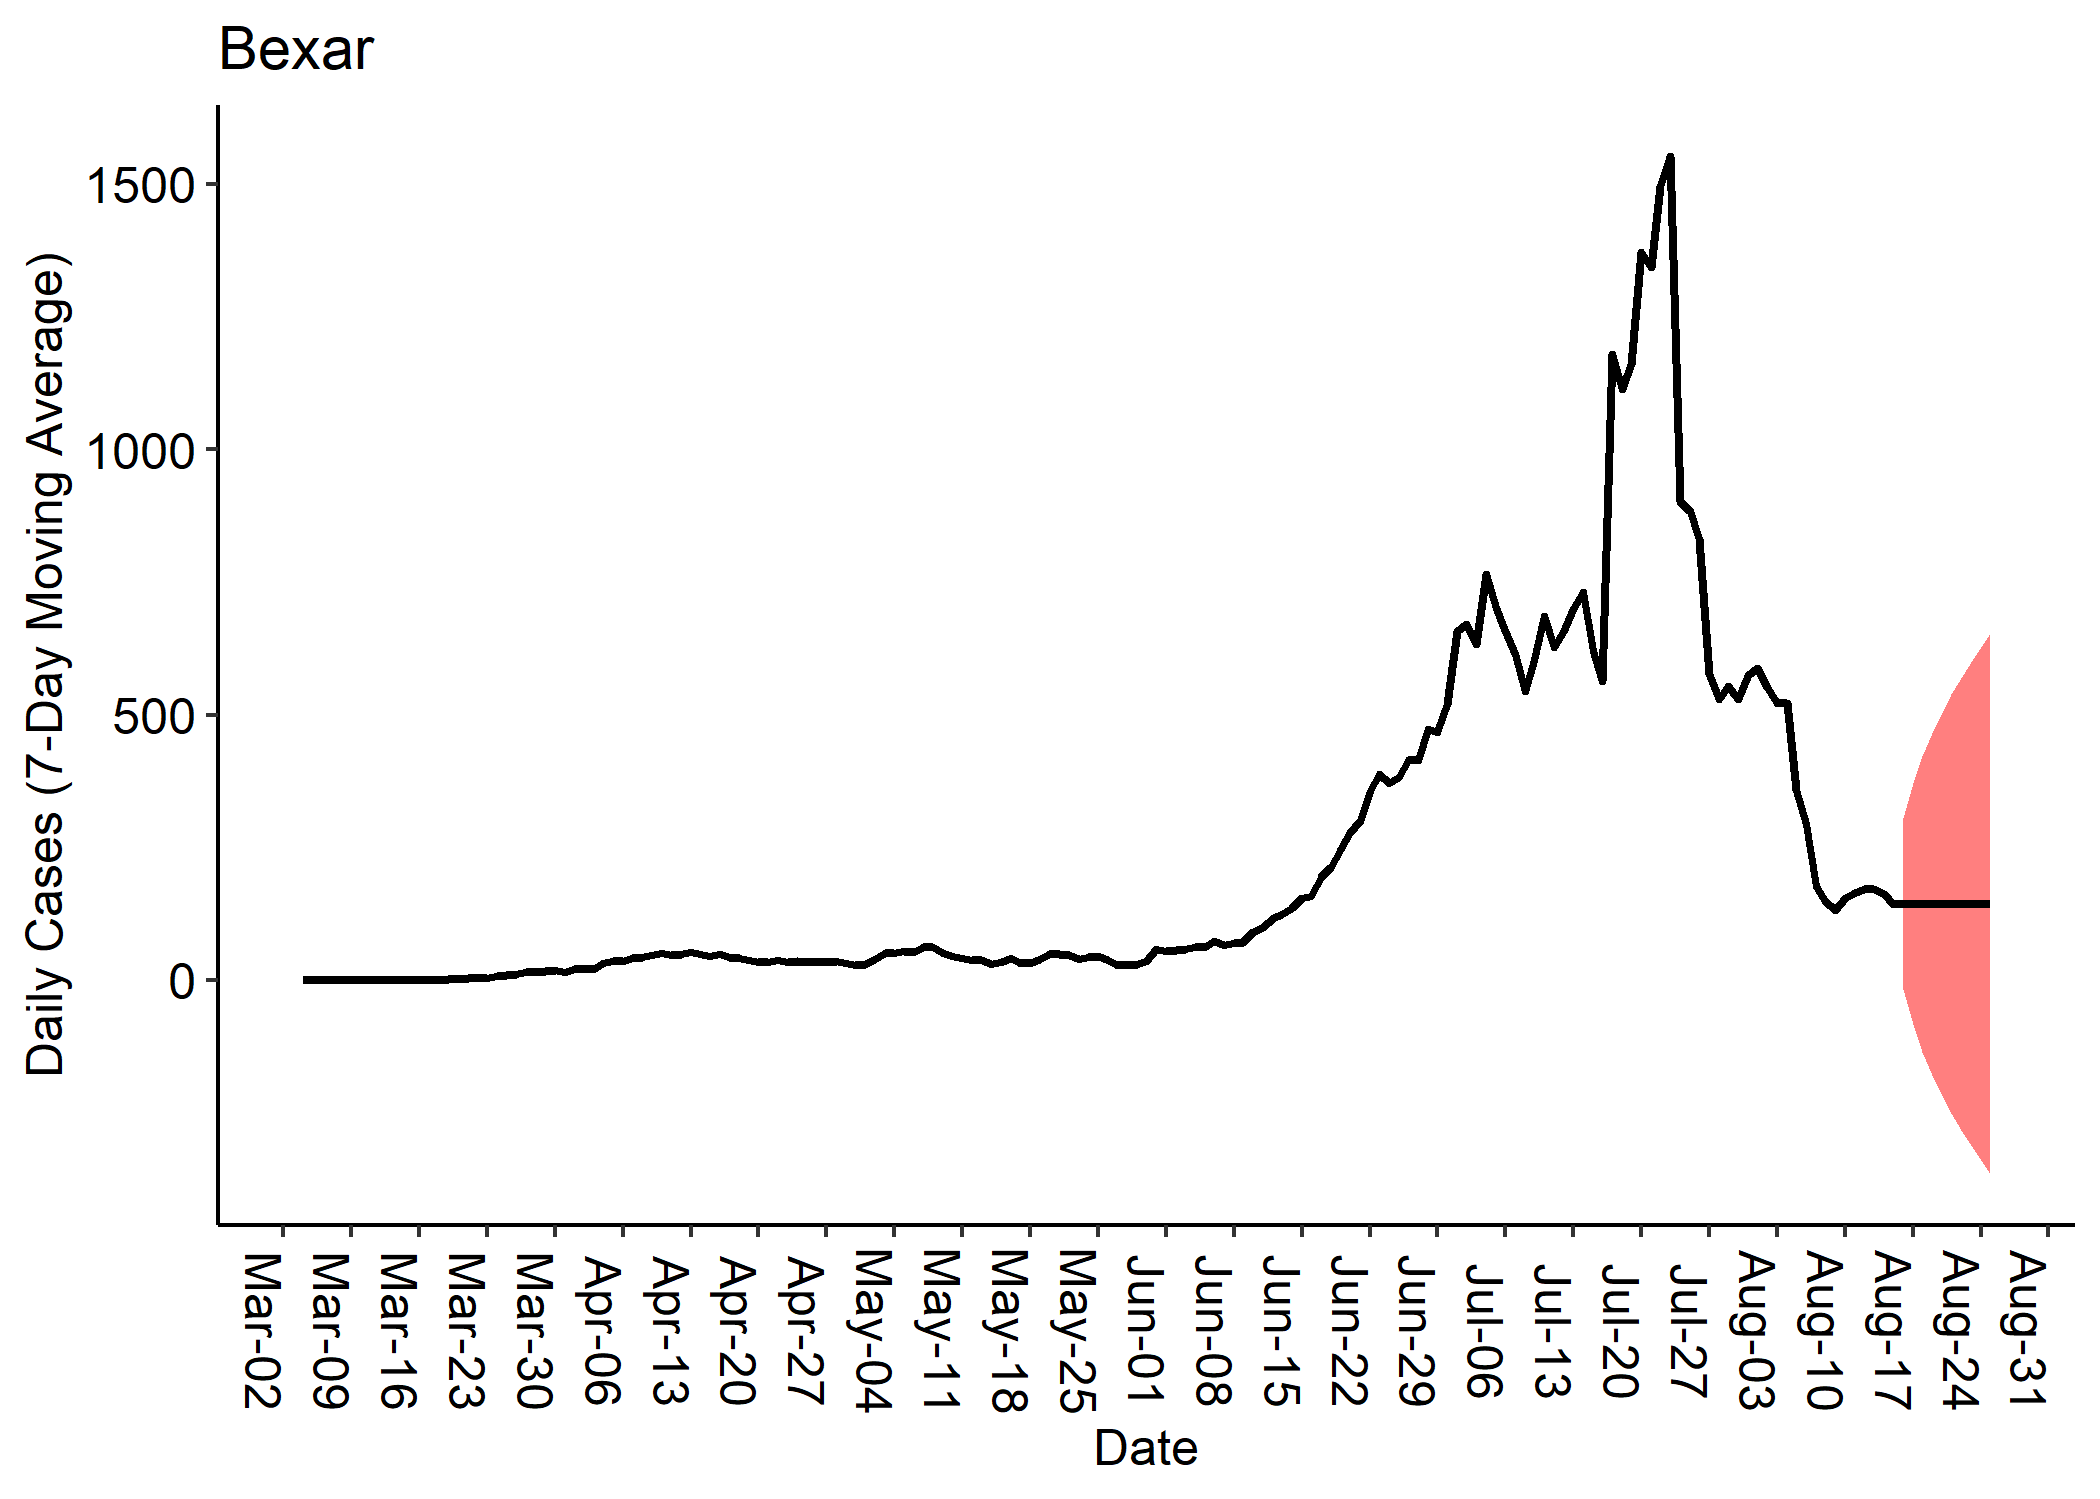 Bexar
Daily Cases (7-Day Moving Average)
1500
1000
500
0
Mar-02
Mar-09
Mar-16
Mar-23
Mar-30
Apr-06
Apr-13
Apr-20
Apr-27
May-04
May-11
May-18
May-25
Jun-01
Jun-08
Jun-15
Jun-22
Jun-29
Jul-06
Jul-13
Jul-20
Jul-27
Aug-03
Aug-10
Aug-17
Aug-24
Aug-31
Date